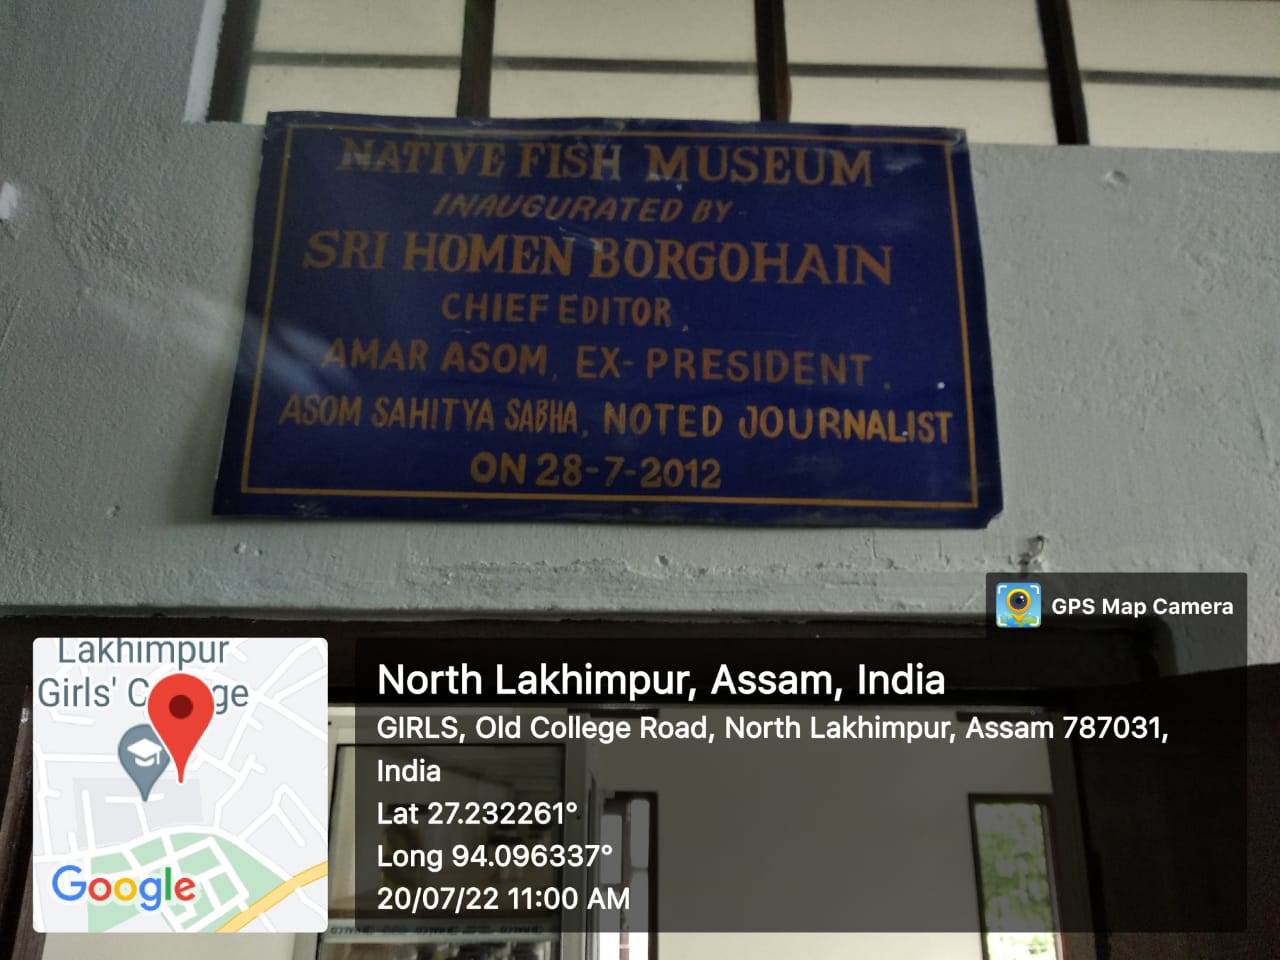 NATIVE FISH MUSEUM
INAUGURATED BY -
SRI HOMEN BORGOHAIN
CHIEF EDITOR,
AMAR ASOM, EX-PRESIDENT.
ASOM SAHITYA SABHA, NOTED JOURNALIST
ON 28-7-2012
GPS Map Camera
Lakhimpur
Girls'
Google
North Lakhimpur, Assam, India
GIRLS, Old College Road, North Lakhimpur, Assam 787031,
India
Lat 27.232261°
Long 94.096337°
20/07/22 11:00 AM